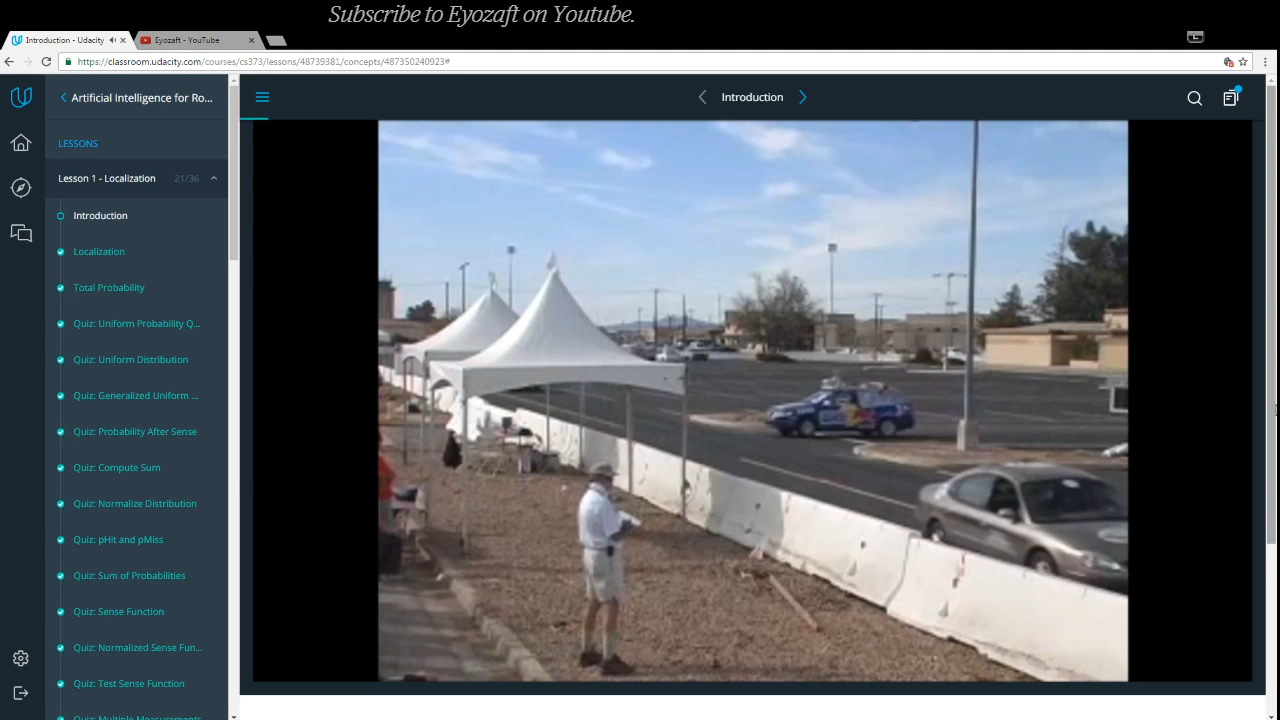 Subscribe to Eyozaft on Youtube.
Introduction - Udacity
Eyozaft - YouTube
https://classroom.udacity.com/courses/cs373/lessons/48739381/concepts/487350240923#
Artificial Intelligence for Ro...
Introduction
LESSONS
Lesson 1 - Localization 21/36
Introduction
Localization
Total Probability
Quiz: Uniform Probability Q...
Quiz: Uniform Distribution
Quiz: Generalized Uniform ...
Quiz: Probability After Sense
Quiz: Compute Sum
Quiz: Normalize Distribution
Quiz: pHit and pMiss
Quiz: Sum of Probabilities
Quiz: Sense Function
Quiz: Normalized Sense Fun...
Quiz: Test Sense Function
Quiz: Multiple Measurements